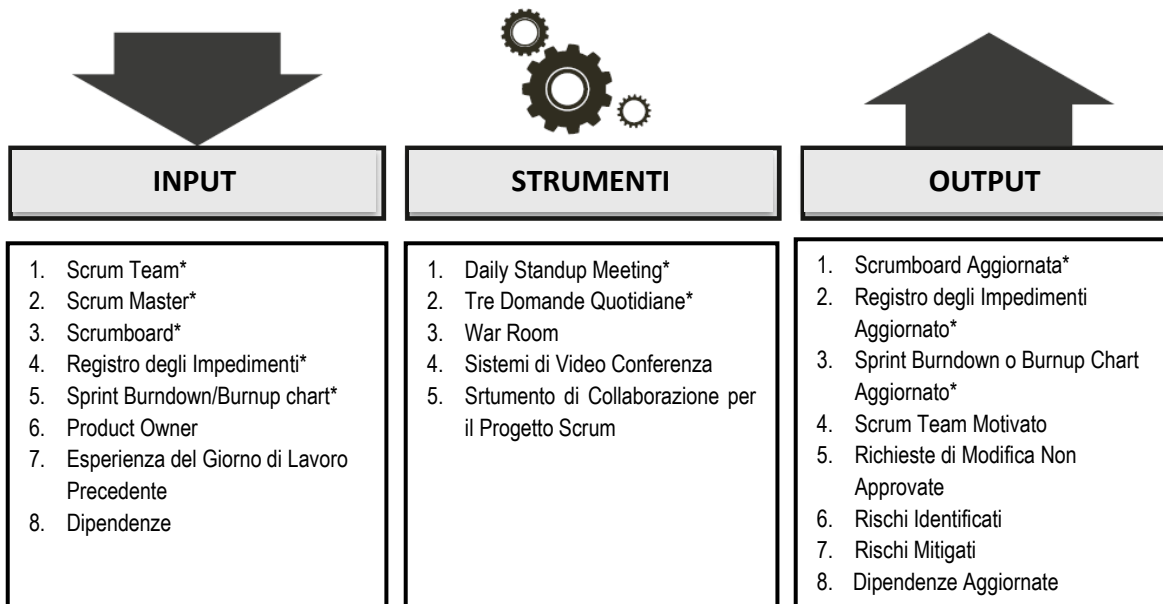 INPUT
1. Scrum Team*
2. Scrum Master*
3. Scrumboard*
4. Registro degli Impedimenti*
5. Sprint Burndown/Burnup chart*
6. Product Owner
7. Esperienza del Giorno di Lavoro
Precedente
8. Dipendenze
STRUMENTI
1. Daily Standup Meeting*
2. Tre Domande Quotidiane*
3. War Room
4. Sistemi di Video Conferenza
5. Srtumento di Collaborazione per
il Progetto Scrum
OUTPUT
1. Scrumboard Aggiornata*
2. Registro degli Impedimenti
Aggiornato*
3. Sprint Burndown o Burnup Chart
Aggiornato*
4. Scrum Team Motivato
5. Richieste di Modifica Non
Approvate
6. Rischi Identificati
7. Rischi Mitigati
8. Dipendenze Aggiornate